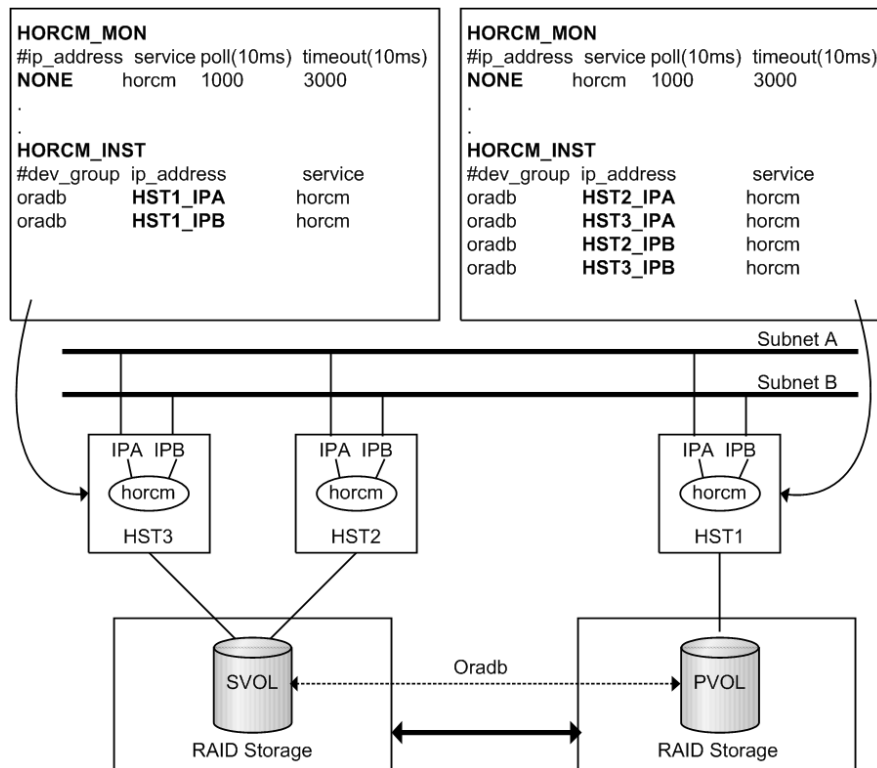 HORCM_MON
#ip_address service poll(10ms) timeout(10ms)
NONE horcm 1000 3000
.
.
HORCM_INST
#dev_group ip_address service
oradb HST1_IPA horcm
oradb HST1_IPB horcm
HORCM_MON
#ip_address service poll(10ms) timeout(10ms)
NONE horcm 1000 3000
.
.
HORCM_INST
#dev_group ip_address service
oradb HST2_IPA horcm
oradb HST3_IPA horcm
oradb HST2_IPB horcm
oradb HST3_IPB horcm
Subnet A
Subnet B
IPA IPB
horcm
HST3
IPA IPB
horcm
HST2
IPA IPB
horcm
HST1
SVOL
Oradb
PVOL
RAID Storage
RAID Storage